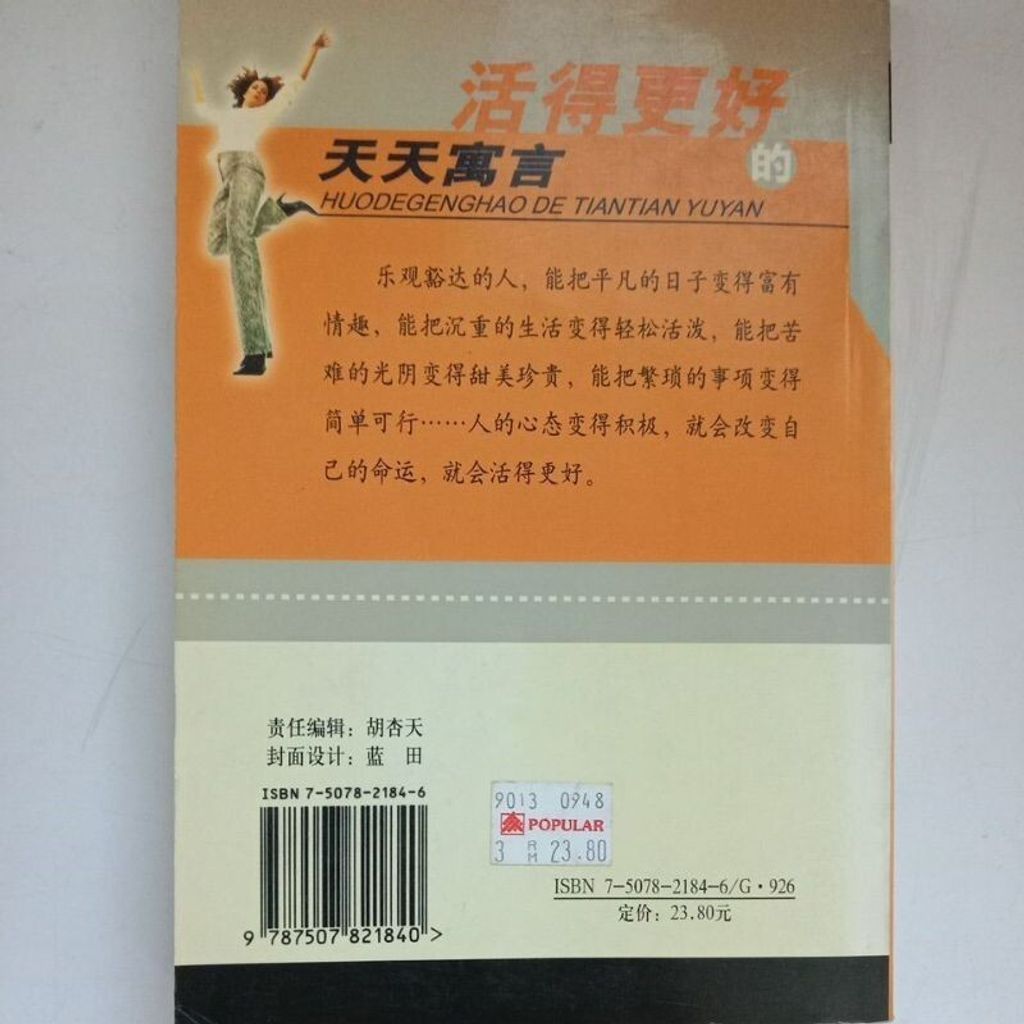 活得更好
的
天天寓言
HUODEGENGHAO DE TIANTIAN YUYAN
乐观豁达的人，能把平凡的日子变得富有
情趣，能把沉重的生活变得轻松活泼，能把苦
难的光阴变得甜美珍贵，能把繁琐的事项变得
简单可行……人的心态变得积极，就会改变自
己的命运，就会活得更好。
责任编辑：胡杏天
封面设计：蓝　田
ISBN 7-5078-2184-6
9 787507 821840 >
9013 0948
POPULAR
3 RM 23.80
ISBN 7-5078-2184-6/G·926
定价：23.80元